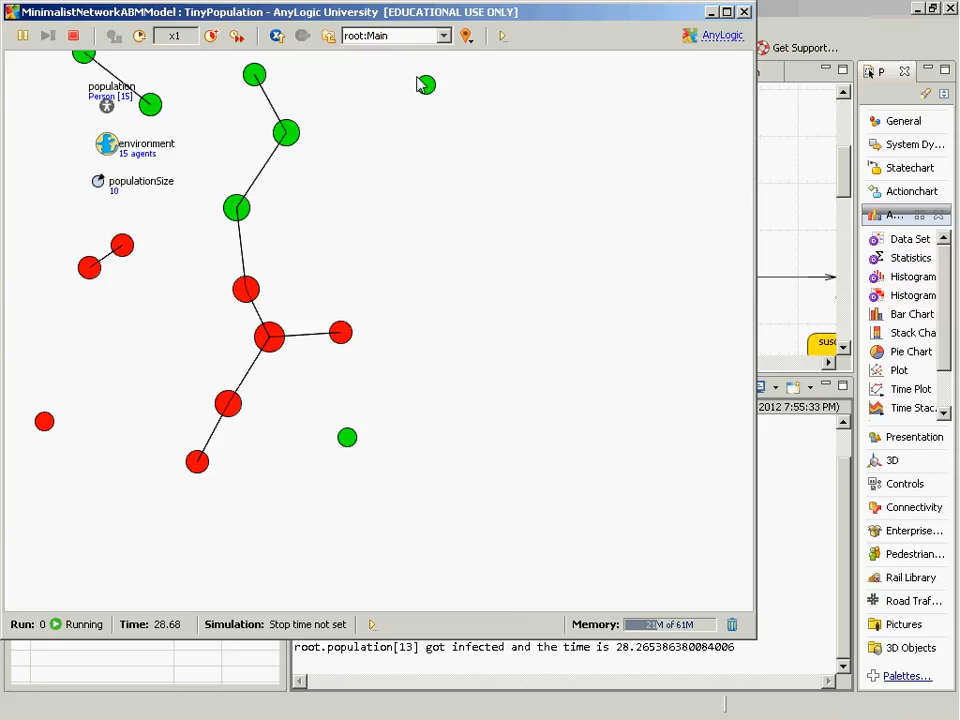 MinimalistNetworkABMModel : TinyPopulation - AnyLogic University  [EDUCATIONAL USE ONLY]
x1
root:Main
AnyLogic
Get Support...
population
Person [15]
environment
15 agents
populationSize
10
P
General
System Dy...
Statechart
Actionchart
A...
Data Set
Statistics
Histogram
Histogram
Bar Chart
Stack Cha
Pie Chart
Plot
Time Plot
Time Stac
Presentation
3D
Controls
Connectivity
Enterprise...
Pedestrian...
Rail Library
Road Traf...
Pictures
3D Objects
Palettes...
susc
2012 7:55:33 PM)
Run: 0 Running Time: 28.68 Simulation: Stop time not set Memory: 21M of 61M
root.population[13] got infected and the time is 28.265386380084006